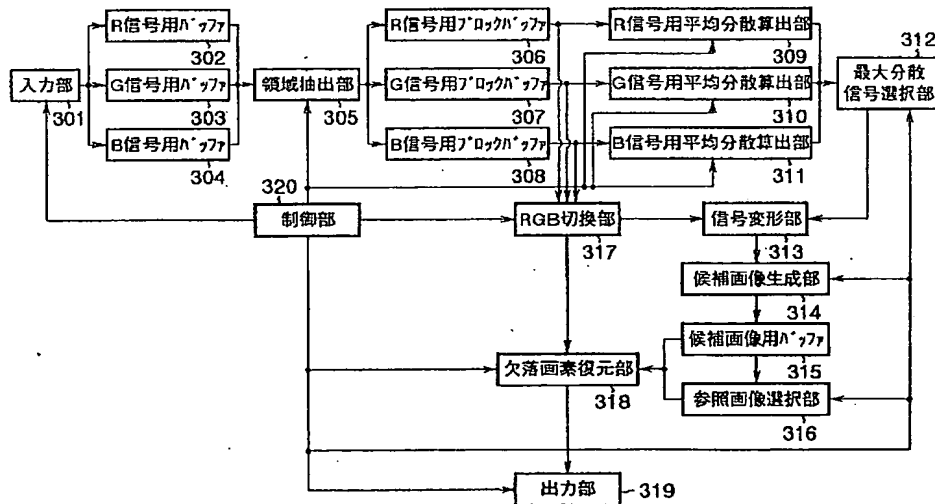 R信号用バッファ
302
入力部
301
G信号用バッファ
303
B信号用バッファ
304
領域抽出部
305
R信号用ブロックバッファ
306
G信号用ブロックバッファ
307
B信号用ブロックバッファ
308
R信号用平均分散算出部
309
G信号用平均分散算出部
310
B信号用平均分散算出部
311
312
最大分散
信号選択部
320
制御部
RGB切換部
317
信号変形部
313
候補画像生成部
314
候補画像用バッファ
315
欠落画素復元部
318
参照画像選択部
316
出力部
319